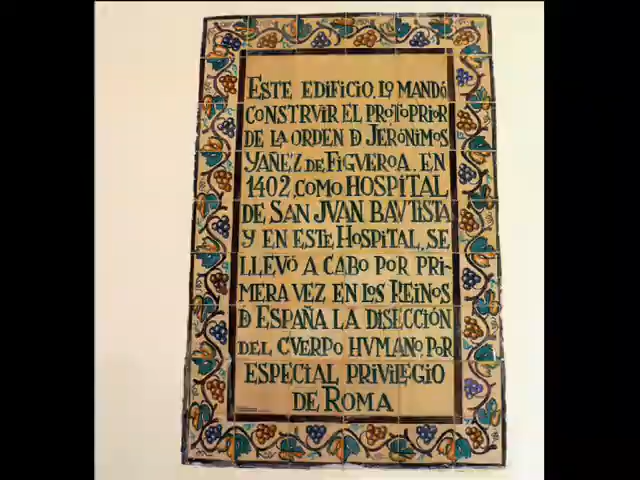 ESTE EDIFICIO, LO MANDÓ
CONSTRVIR EL PROTOPRIOR
DE LA ORDEN D JERÓNIMOS
YAÑEZ DE FIGVEROA, EN
1402, COMO HOSPITAL
DE SAN JVAN BAVTISTA
Y EN ESTE HOSPITAL, SE
LLEVÓ A CABO POR PRI-
MERA VEZ EN LOS REINOS
D ESPAÑA LA DISECCIÓN
DEL CVERPO HVMANO, POR
ESPECIAL PRIVILEGIO
DE ROMA